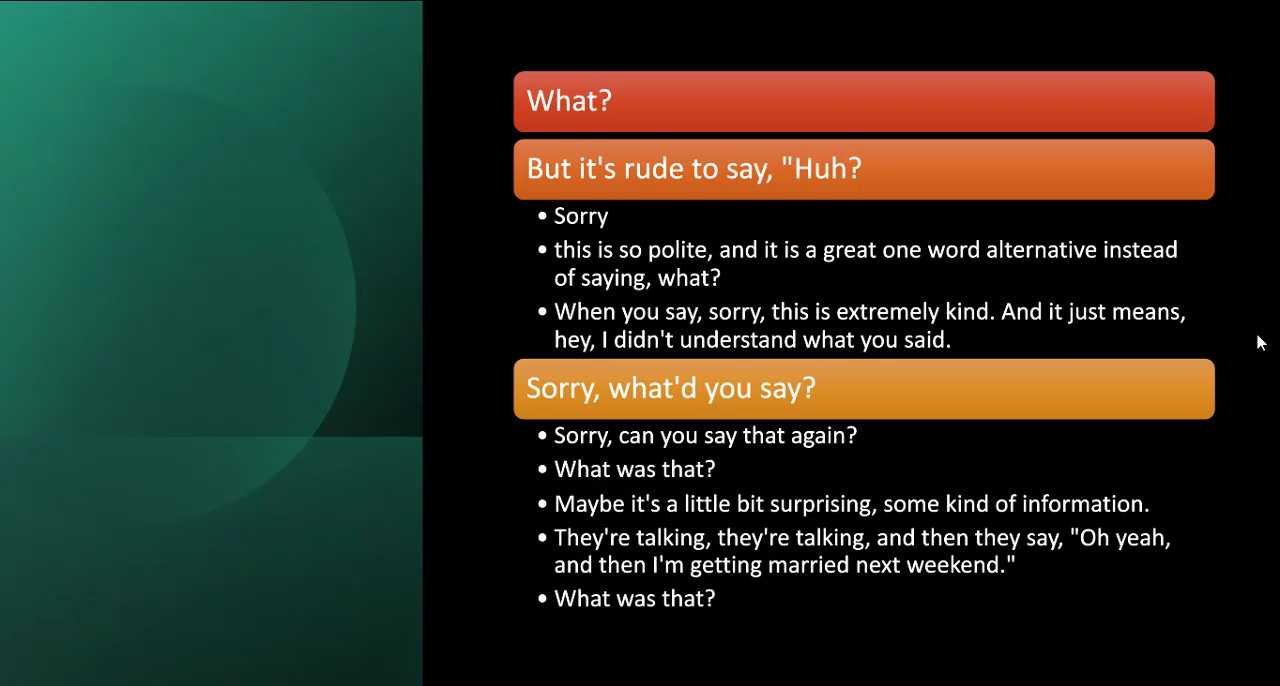 What?
But it's rude to say, "Huh?
• Sorry
• this is so polite, and it is a great one word alternative instead
of saying, what?
• When you say, sorry, this is extremely kind. And it just means,
hey, I didn't understand what you said.
Sorry, what'd you say?
• Sorry, can you say that again?
• What was that?
• Maybe it's a little bit surprising, some kind of information.
• They're talking, they're talking, and then they say, "Oh yeah,
and then I'm getting married next weekend."
• What was that?